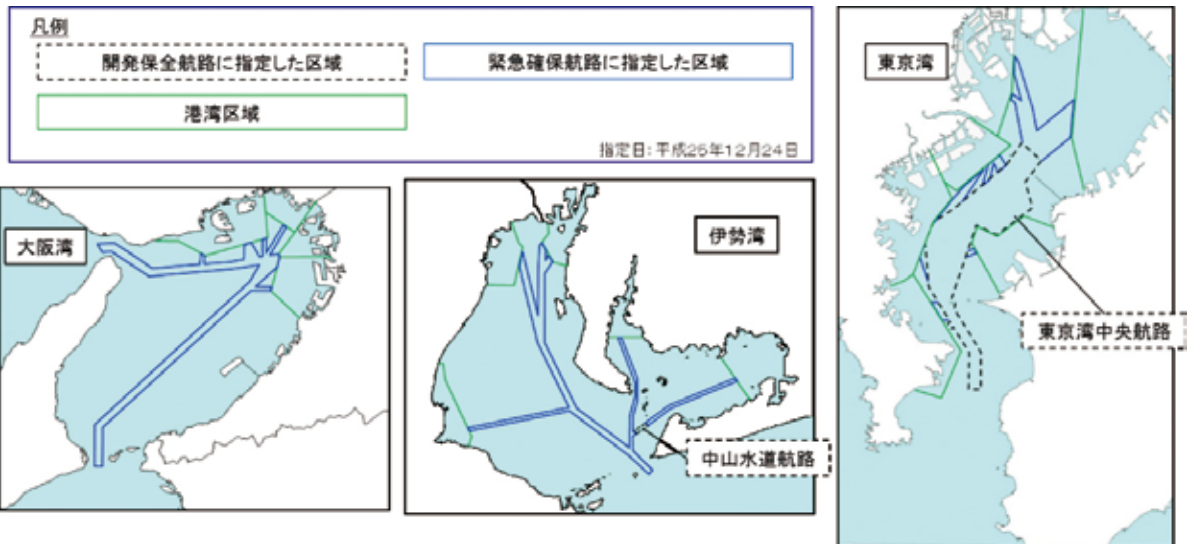 凡例
開発保全航路に指定した区域
緊急確保航路に指定した区域
港湾区域
指定日:平成25年12月24日
大阪湾
伊勢湾
中山水道航路
東京湾
東京湾中央航路